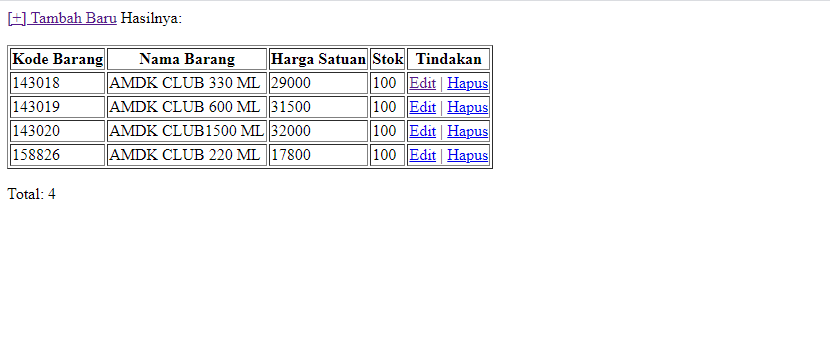 [+] Tambah Baru Hasilnya:
Kode Barang Nama Barang Harga Satuan Stok Tindakan
143018 AMDK CLUB 330 ML 29000 100 Edit | Hapus
143019 AMDK CLUB 600 ML 31500 100 Edit | Hapus
143020 AMDK CLUB1500 ML 32000 100 Edit | Hapus
158826 AMDK CLUB 220 ML 17800 100 Edit | Hapus
Total: 4